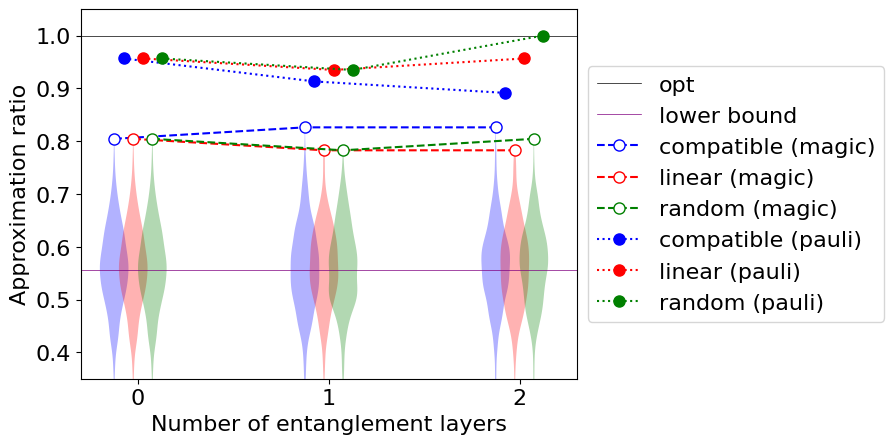 Approximation ratio
1.0
0.9
0.8
0.7
0.6
0.5
0.4
0
1
2
Number of entanglement layers
opt
lower bound
compatible (magic)
linear (magic)
random (magic)
compatible (pauli)
linear (pauli)
random (pauli)